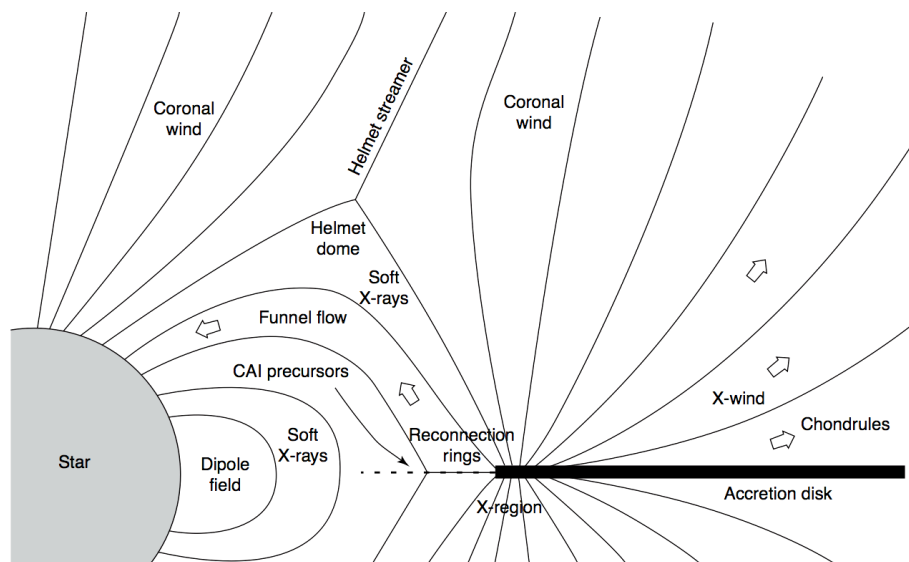 Coronal
wind
Helmet streamer
Coronal
wind
Helmet
dome
Soft
X-rays
Funnel flow
CAI precursors
X-wind
Chondrules
Reconnection
rings
Soft
X-rays
Star
Dipole
field
Accretion disk
X-region